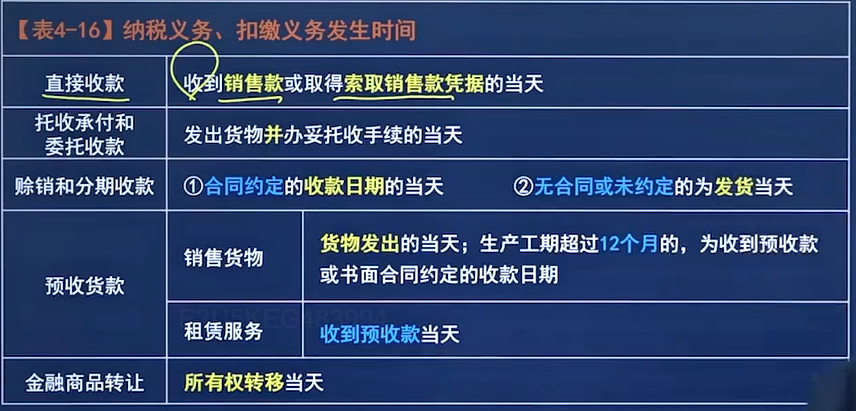 【表4-16】纳税义务、扣缴义务发生时间
直接收款
收到销售款或取得索取销售款凭据的当天
托收承付和
委托收款
发出货物并办妥托收手续的当天
赊销和分期收款
①合同约定的收款日期的当天
②无合同或未约定的为发货当天
预收货款
销售货物
货物发出的当天；生产工期超过12个月的，为收到预收款
或书面合同约定的收款日期
租赁服务
收到预收款当天
金融商品转让
所有权转移当天